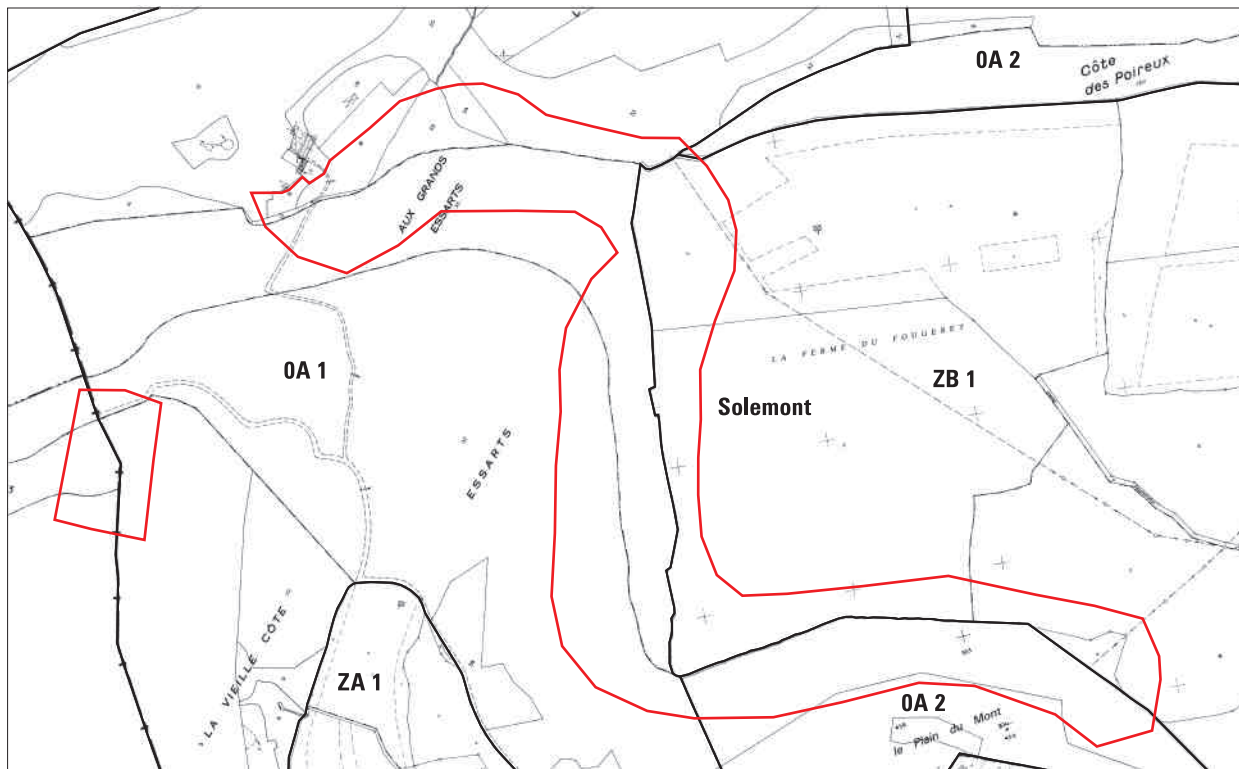 0A 2
Côte
des Poireux
AUX GRANDS
ESSARTS
0A 1
LA FERME DU FOUGERET
ZB 1
Solemont
ESSARTS
LA VIEILLE CÔTE
ZA 1
0A 2
le Plain du Mont